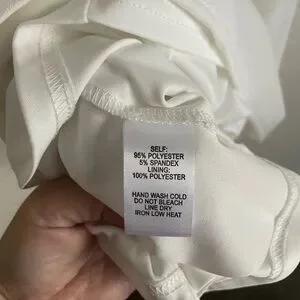 SELF:
95% POLYESTER
5% SPANDEX
LINING:
100% POLYESTER
HAND WASH COLD
DO NOT BLEACH
LINE DRY
IRON LOW HEAT